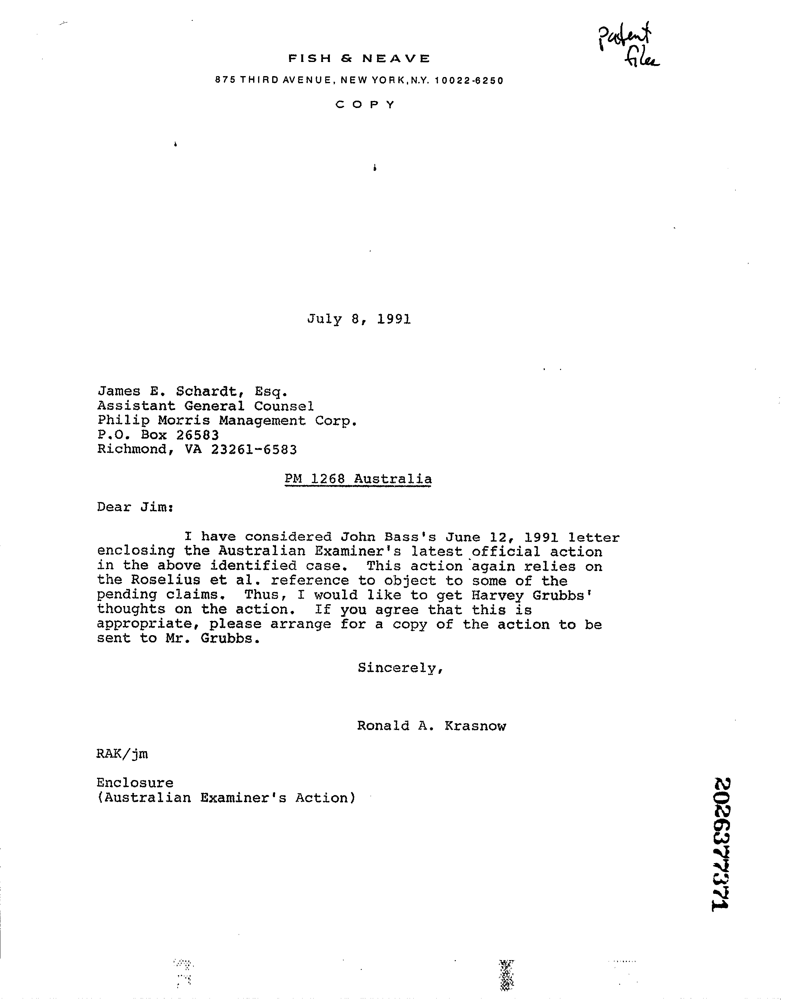 patent
files
FISH & NEAVE
875 THIRD AVENUE, NEW YORK, N.Y. 10022-6250
COPY
July 8, 1991
James E. Schardt, Esq.
Assistant General Counsel
Philip Morris Management Corp.
P.O. Box 26583
Richmond, VA 23261-6583
PM 1268 Australia
Dear Jim:
I have considered John Bass's June 12, 1991 letter
enclosing the Australian Examiner's latest official action
in the above identified case. This action again relies on
the Roselius et al. reference to object to some of the
pending claims. Thus, I would like to get Harvey Grubbs'
thoughts on the action. If you agree that this is
appropriate, please arrange for a copy of the action to be
sent to Mr. Grubbs.
Sincerely,
Ronald A. Krasnow
RAK/jm
Enclosure
(Australian Examiner's Action)
2026377371